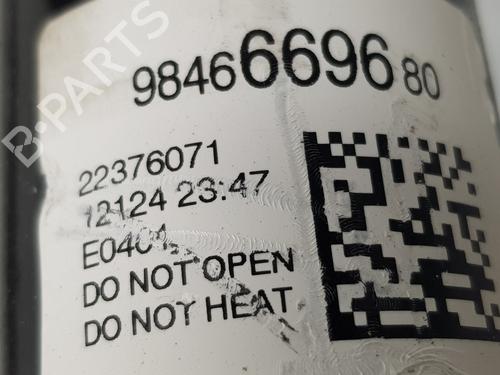 9846669680
22376071
12124 23:47
DO NOT OPEN
DO NOT HEAT
B-PARTS